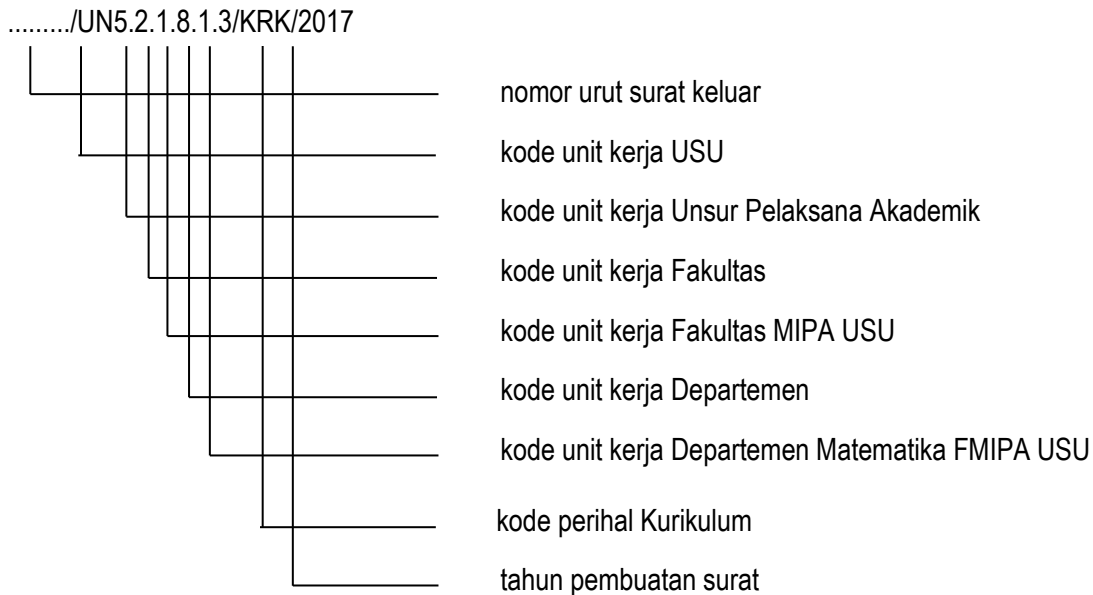 ........./UN5.2.1.8.1.3/KRK/2017
nomor urut surat keluar
kode unit kerja USU
kode unit kerja Unsur Pelaksana Akademik
kode unit kerja Fakultas
kode unit kerja Fakultas MIPA USU
kode unit kerja Departemen
kode unit kerja Departemen Matematika FMIPA USU
kode perihal Kurikulum
tahun pembuatan surat